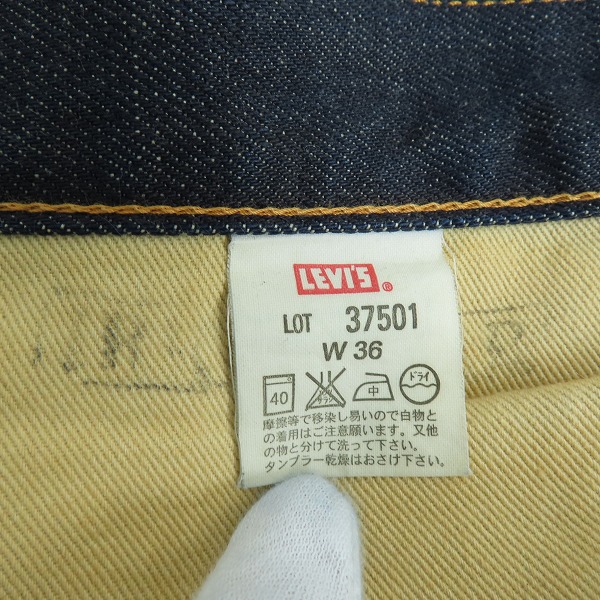 LEVI'S®
LOT 37501
W 36
40 中 ドライ
摩擦等で移染し易いので白物と
の着用はご注意願います。又他
の物と分けて洗って下さい。
タンブラー乾燥はおさけ下さい。